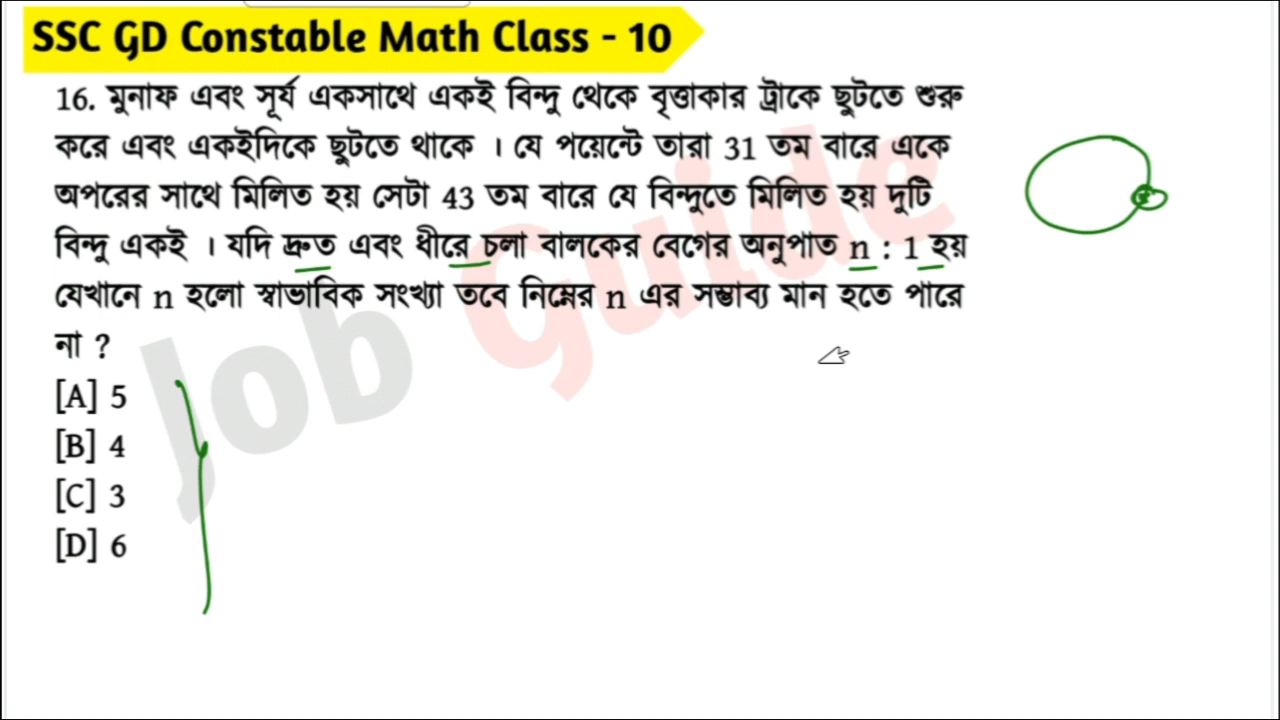 SSC GD Constable Math Class - 10
16. মুনাফ এবং সূর্য একসাথে একই বিন্দু থেকে বৃত্তাকার ট্রাকে ছুটতে শুরু
করে এবং একইদিকে ছুটতে থাকে । যে পয়েন্টে তারা 31 তম বারে একে
অপরের সাথে মিলিত হয় সেটা 43 তম বারে যে বিন্দুতে মিলিত হয় দুটি
বিন্দু একই । যদি দ্রুত এবং ধীরে চলা বালকের বেগের অনুপাত n : 1 হয়
যেখানে n হলো স্বাভাবিক সংখ্যা তবে নিম্নের n এর সম্ভাব্য মান হতে পারে
না ?
[A] 5
[B] 4
[C] 3
[D] 6
Job Guide